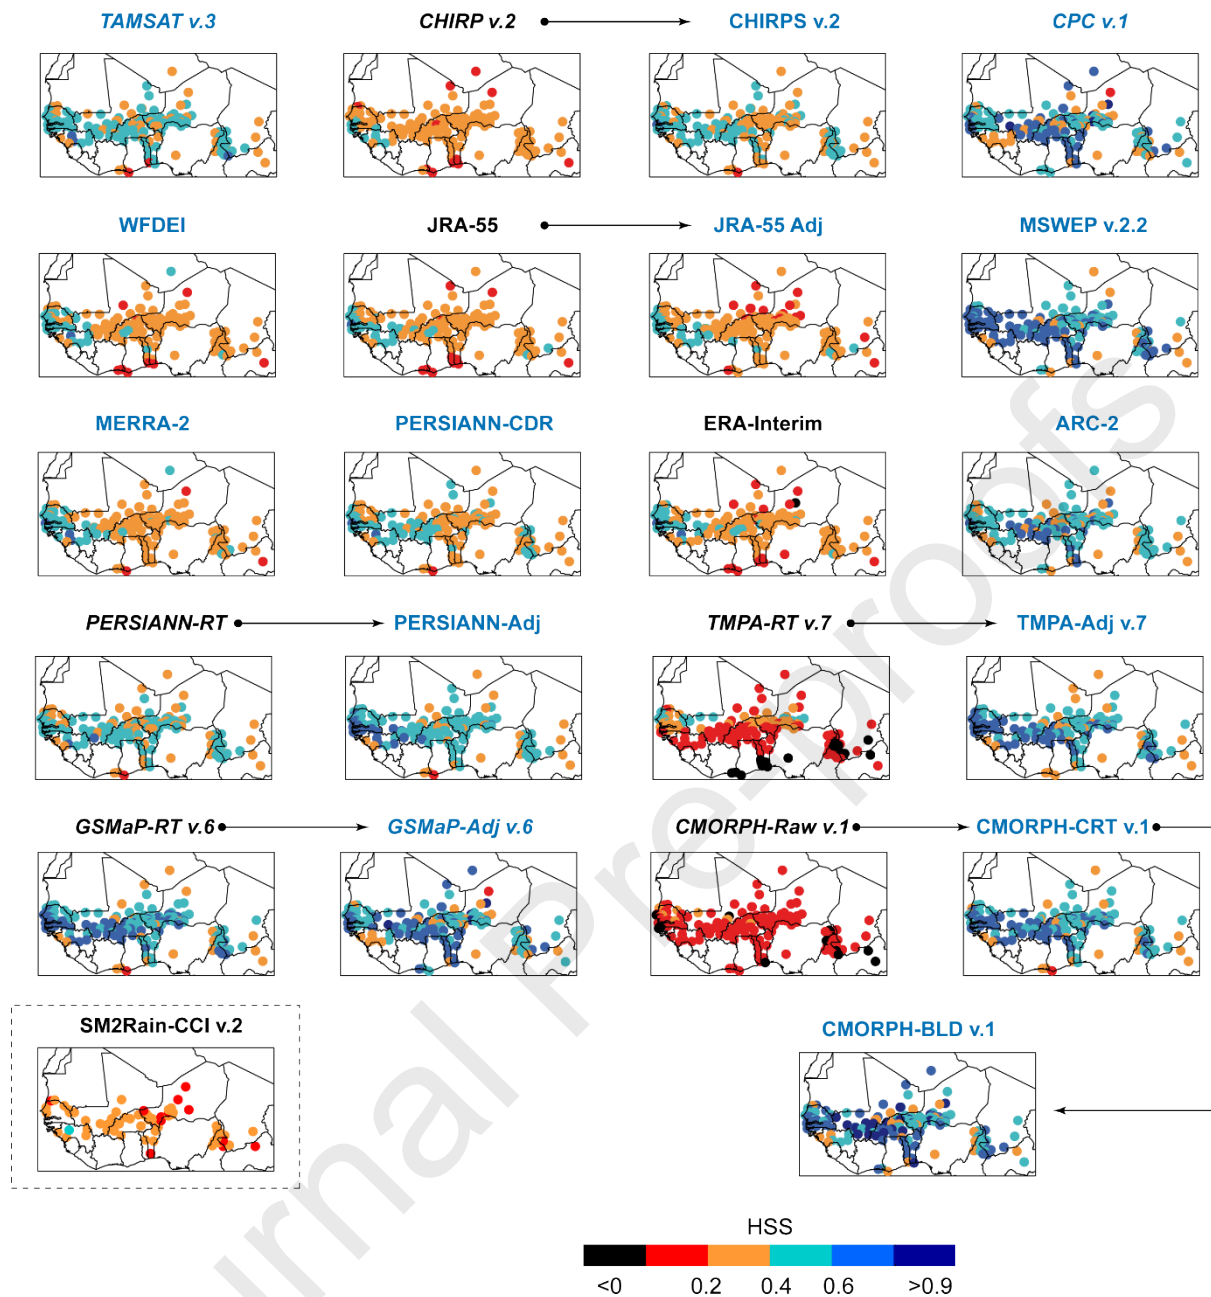 TAMSAT v.3
CHIRP v.2
CHIRPS v.2
CPC v.1
WFDEI
JRA-55
JRA-55 Adj
MSWEP v.2.2
MERRA-2
PERSIANN-CDR
ERA-Interim
ARC-2
PERSIANN-RT
PERSIANN-Adj
TMPA-RT v.7
TMPA-Adj v.7
GSMaP-RT v.6
GSMaP-Adj v.6
CMORPH-Raw v.1
CMORPH-CRT v.1
SM2Rain-CCI v.2
CMORPH-BLD v.1
HSS
<0 0.2 0.4 0.6 >0.9
urnal Pre-proofs